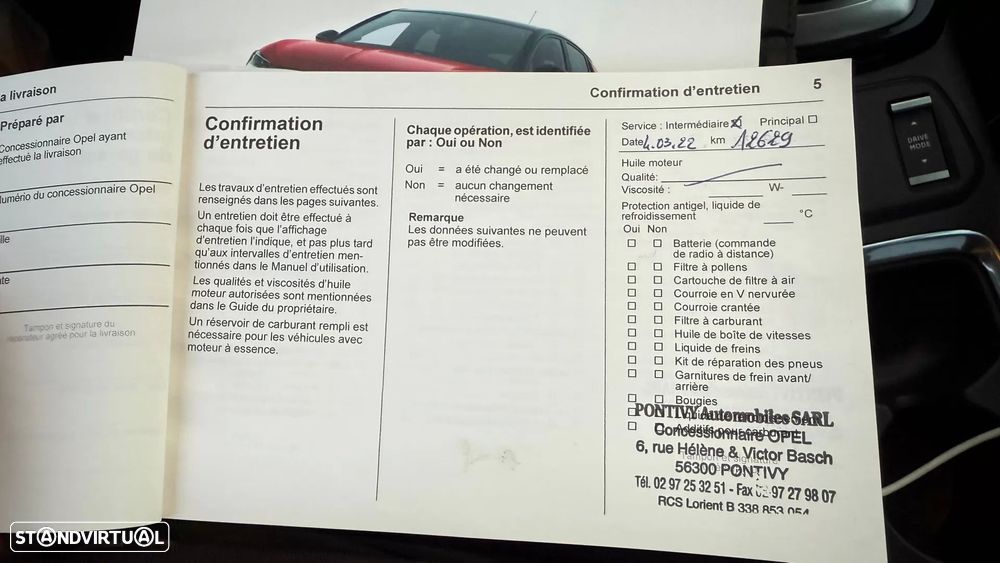 a livraison
Préparé par
Concessionnaire Opel ayant
effectué la livraison
Numério du concessionnaire Opel
Tampon et signature du
réparateur agréé pour la livraison
Confirmation
d'entretien
Les travaux d'entretien effectués sont
renseignés dans les pages suivantes.
Un entretien doit être effectué à
chaque fois que l'affichage
d'entretien l'indique, et pas plus tard
qu'aux intervalles d'entretien men-
tionnés dans le Manuel d'utilisation.
Les qualités et viscosités d'huile
moteur autorisées sont mentionnées
dans le Guide du propriétaire.
Un réservoir de carburant rempli est
nécessaire pour les véhicules avec
moteur à essence.
Chaque opération, est identifiée
par : Oui ou Non
Oui = a été changé ou remplacé
Non = aucun changement
nécessaire
Remarque
Les données suivantes ne peuvent
pas être modifiées.
Confirmation d'entretien 5
Service : Intermédiaire Principal
Date 4.03.22 km 12629
Huile moteur
Qualité:
Viscosité : W-
Protection antigel, liquide de
refroidissement °C
Oui Non
Batterie (commande
de radio à distance)
Filtre à pollens
Cartouche de filtre à air
Courroie en V nervurée
Courroie crantée
Filtre à carburant
Huile de boîte de vitesses
Liquide de freins
Kit de réparation des pneus
Garnitures de frein avant/
arrière
Bougies
PONTIVY Automobiles SARL
Additifs pour carburant
Concessionnaire OPEL
6, rue Hélène & Victor Basch
56300 PONTIVY
Tél. 02 97 25 32 51 - Fax 02 97 27 98 07
RCS Lorient B 338 853 054
DRIVE
MODE
STANDVIRTUAL